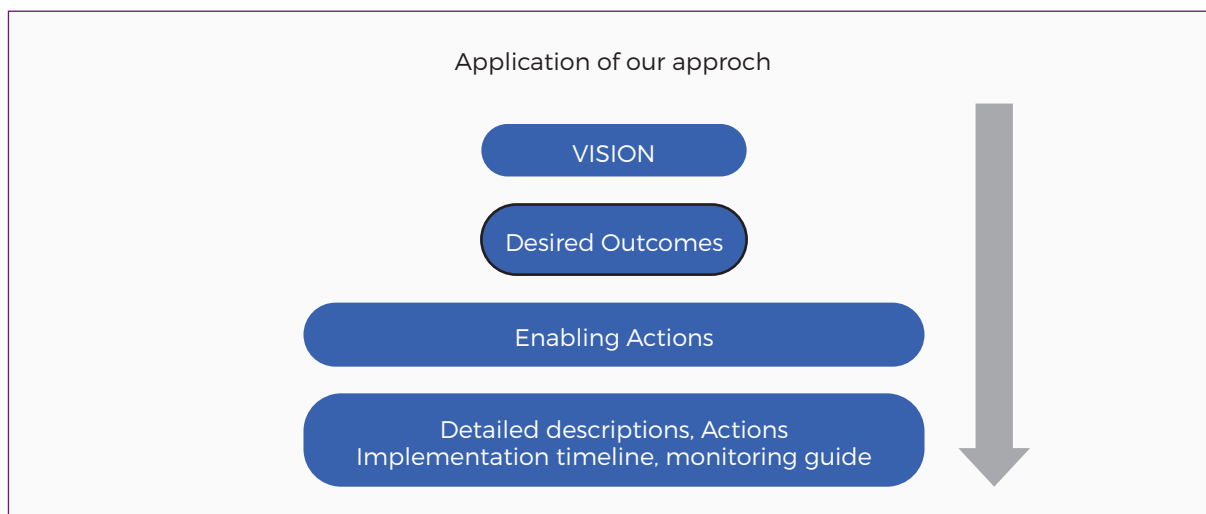 Application of our approch
VISION
Desired Outcomes
Enabling Actions
Detailed descriptions, Actions
Implementation timeline, monitoring guide